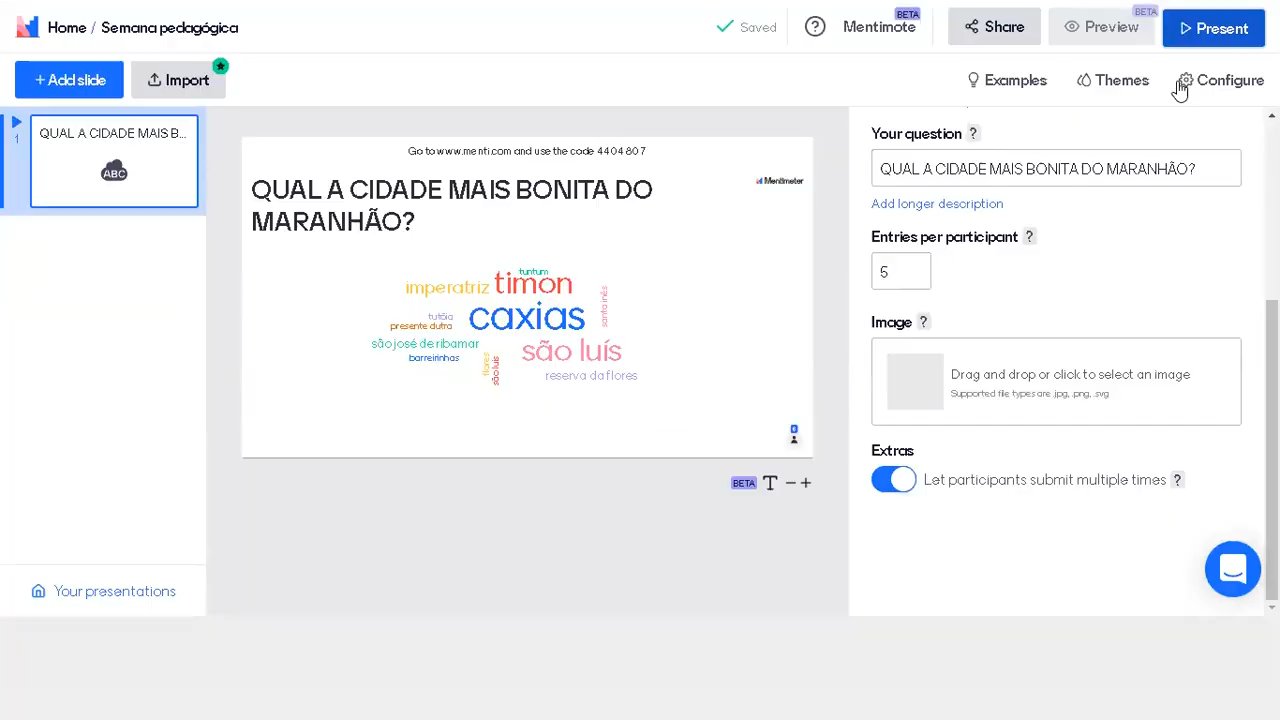 Home / Semana pedagógica
Saved
?
Mentimote
BETA
Share
Preview
BETA
Present
+ Add slide
Import
Examples
Themes
Configure
1
QUAL A CIDADE MAIS B...
ABC
Your presentations
Go to www.menti.com and use the code 4404807
QUAL A CIDADE MAIS BONITA DO
MARANHÃO?
Mentimeter
tuntum
imperatriz
timon
santa inês
tutóia
presente dutra
caxias
são josé de ribamar
são luís
barreirinhas
flores
são luis
reserva da flores
BETA T − +
Your question ?
QUAL A CIDADE MAIS BONITA DO MARANHÃO?
Add longer description
Entries per participant ?
5
Image ?
Drag and drop or click to select an image
Supported file types are .jpg, .png, .svg
Extras
Let participants submit multiple times ?